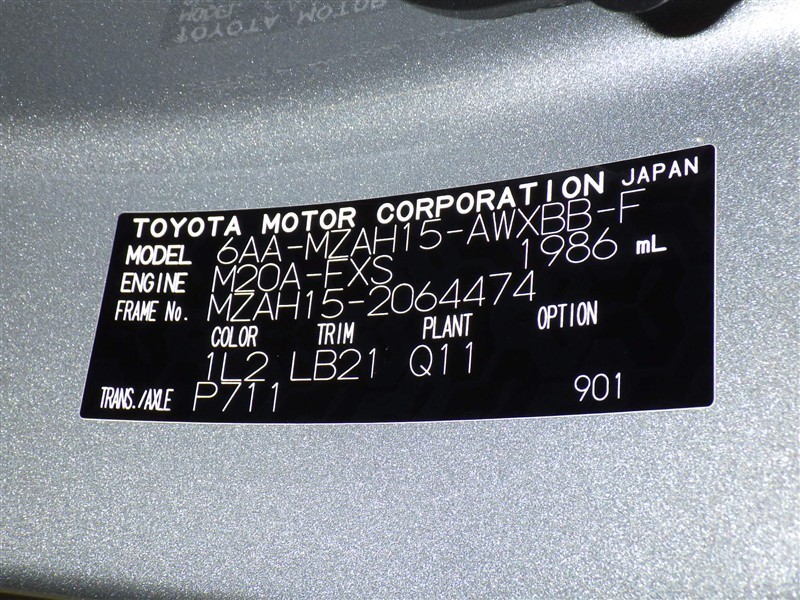 TOYOTA MOTOR CORPORATION JAPAN
MODEL 6AA-MZAH15-AWXBB-F
ENGINE M20A-FXS 1986 mL
FRAME No. MZAH15-2064474
COLOR TRIM PLANT OPTION
1L2 LB21 Q11
TRANS./AXLE P711 901